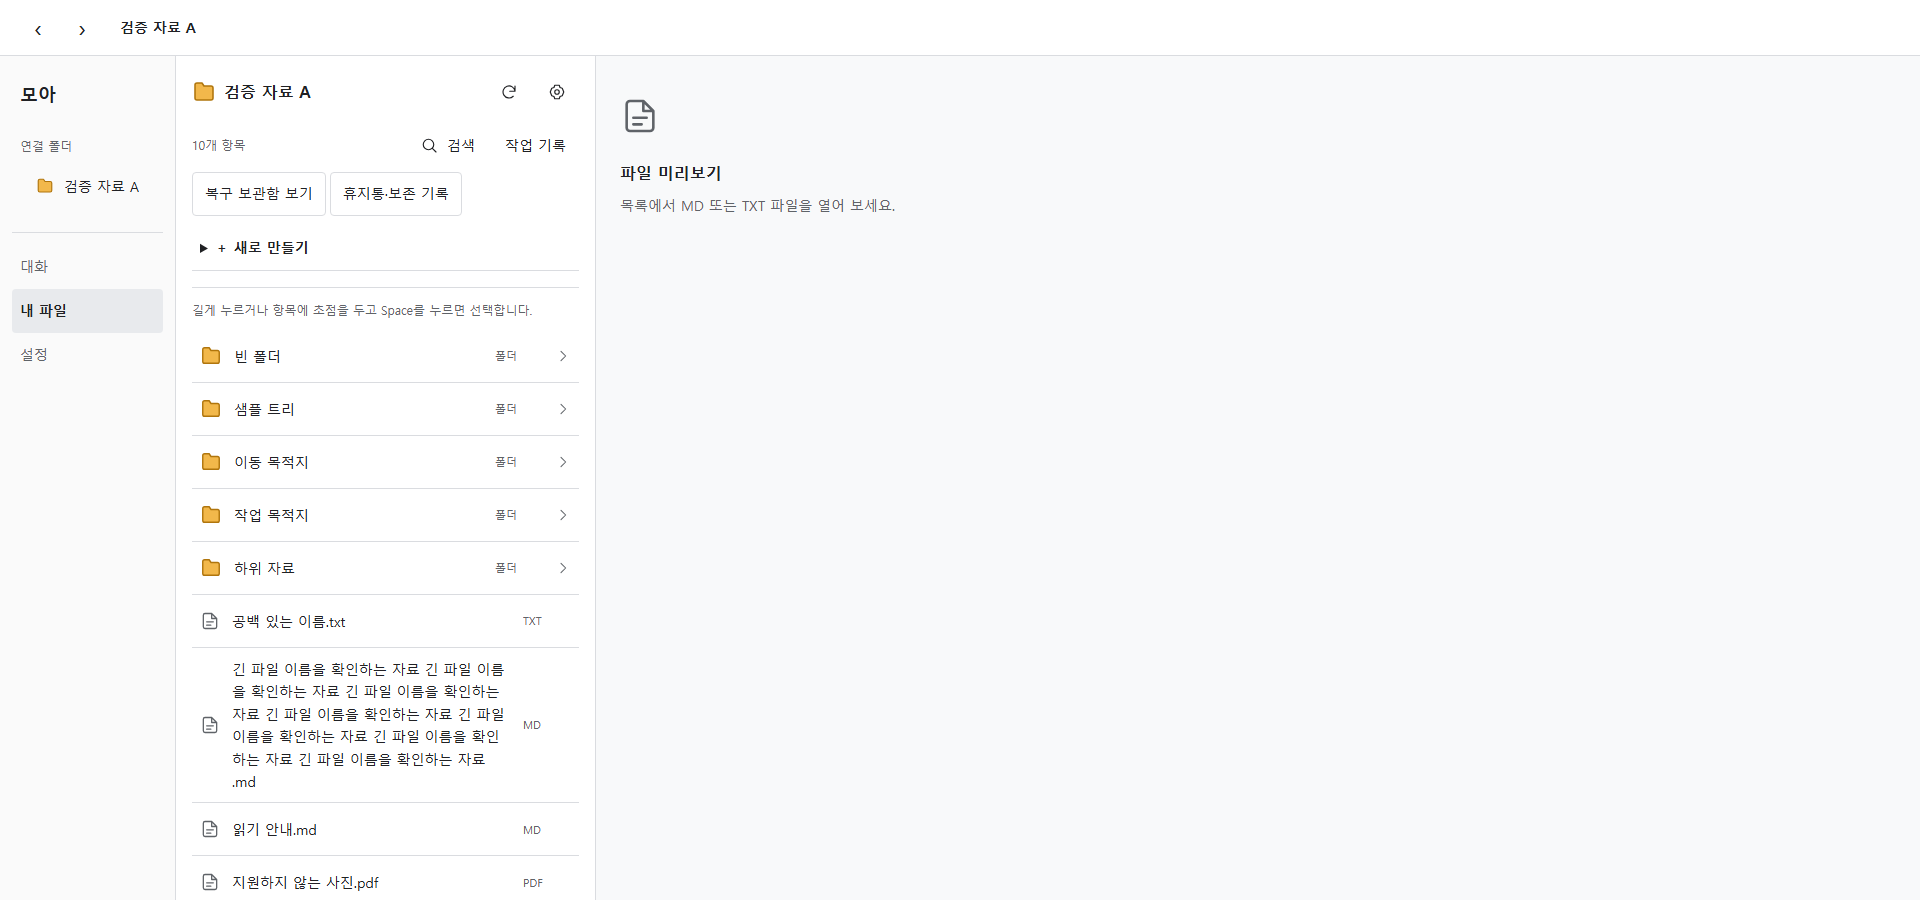 검증 자료 A
모아
연결 폴더
검증 자료 A
대화
내 파일
설정
검증 자료 A
10개 항목 검색 작업 기록
복구 보관함 보기 휴지통·보존 기록
+ 새로 만들기
길게 누르거나 항목에 초점을 두고 Space를 누르면 선택합니다.
빈 폴더 폴더
샘플 트리 폴더
이동 목적지 폴더
작업 목적지 폴더
하위 자료 폴더
공백 있는 이름.txt TXT
긴 파일 이름을 확인하는 자료 긴 파일 이름
을 확인하는 자료 긴 파일 이름을 확인하는
자료 긴 파일 이름을 확인하는 자료 긴 파일
이름을 확인하는 자료 긴 파일 이름을 확인
하는 자료 긴 파일 이름을 확인하는 자료
.md
MD
읽기 안내.md MD
지원하지 않는 사진.pdf PDF
파일 미리보기
목록에서 MD 또는 TXT 파일을 열어 보세요.